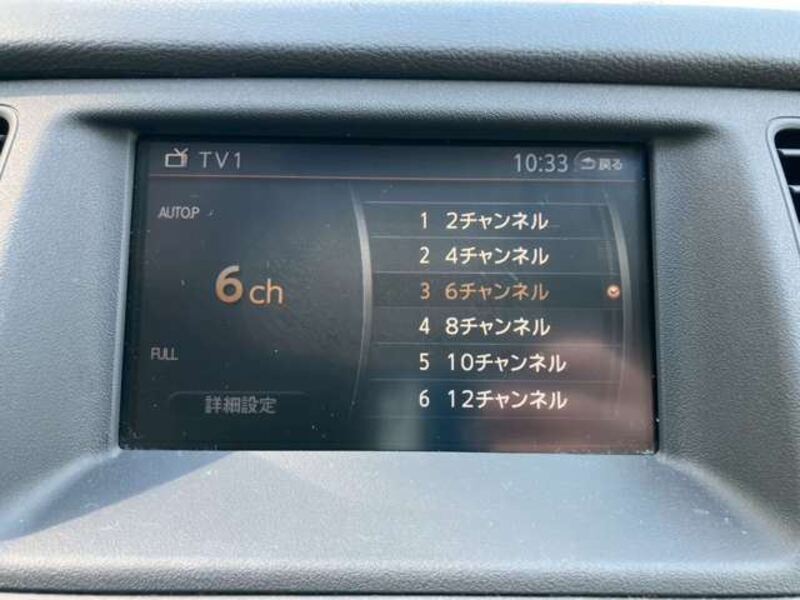 TV1
10:33 戻る
AUTO.P
6ch
FULL
詳細設定
1 2チャンネル
2 4チャンネル
3 6チャンネル
4 8チャンネル
5 10チャンネル
6 12チャンネル